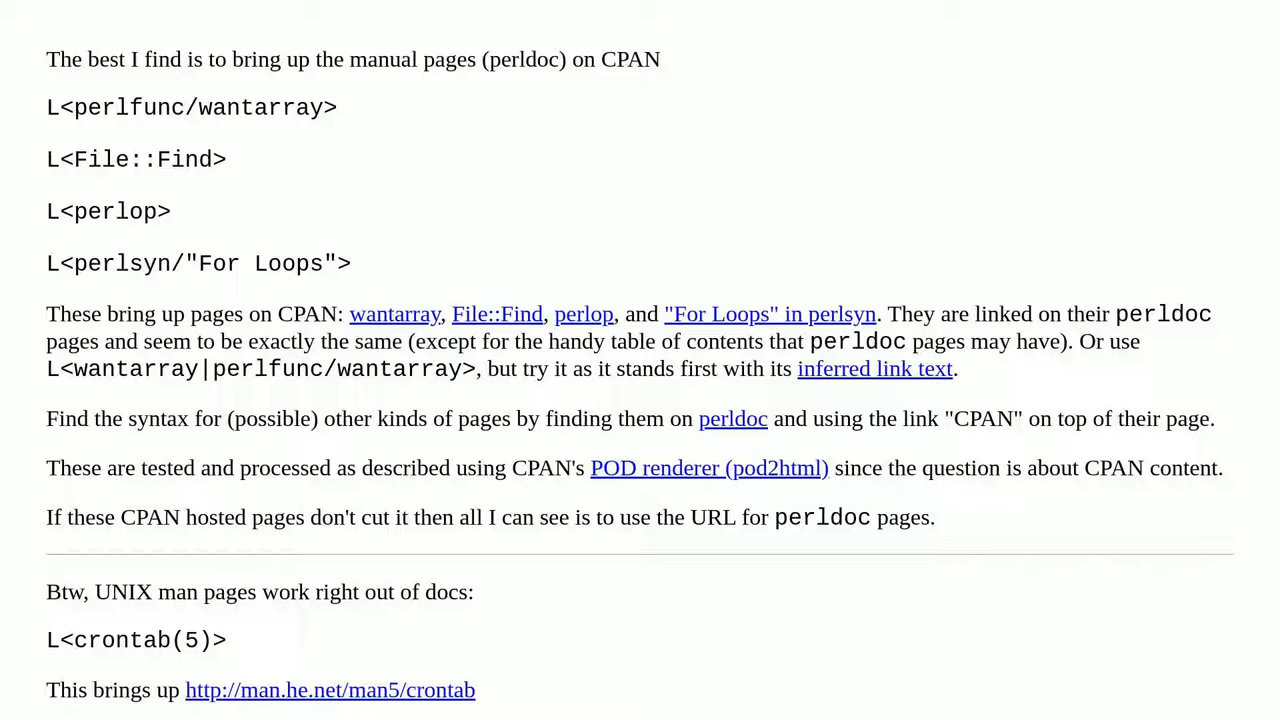 The best I find is to bring up the manual pages (perldoc) on CPAN
L<perlfunc/wantarray>
L<File::Find>
L<perlop>
L<perlsyn/"For Loops">
These bring up pages on CPAN: wantarray, File::Find, perlop, and "For Loops" in perlsyn. They are linked on their perldoc
pages and seem to be exactly the same (except for the handy table of contents that perldoc pages may have). Or use
L<wantarray|perlfunc/wantarray>, but try it as it stands first with its inferred link text.
Find the syntax for (possible) other kinds of pages by finding them on perldoc and using the link "CPAN" on top of their page.
These are tested and processed as described using CPAN's POD renderer (pod2html) since the question is about CPAN content.
If these CPAN hosted pages don't cut it then all I can see is to use the URL for perldoc pages.
Btw, UNIX man pages work right out of docs:
L<crontab(5)>
This brings up http://man.he.net/man5/crontab